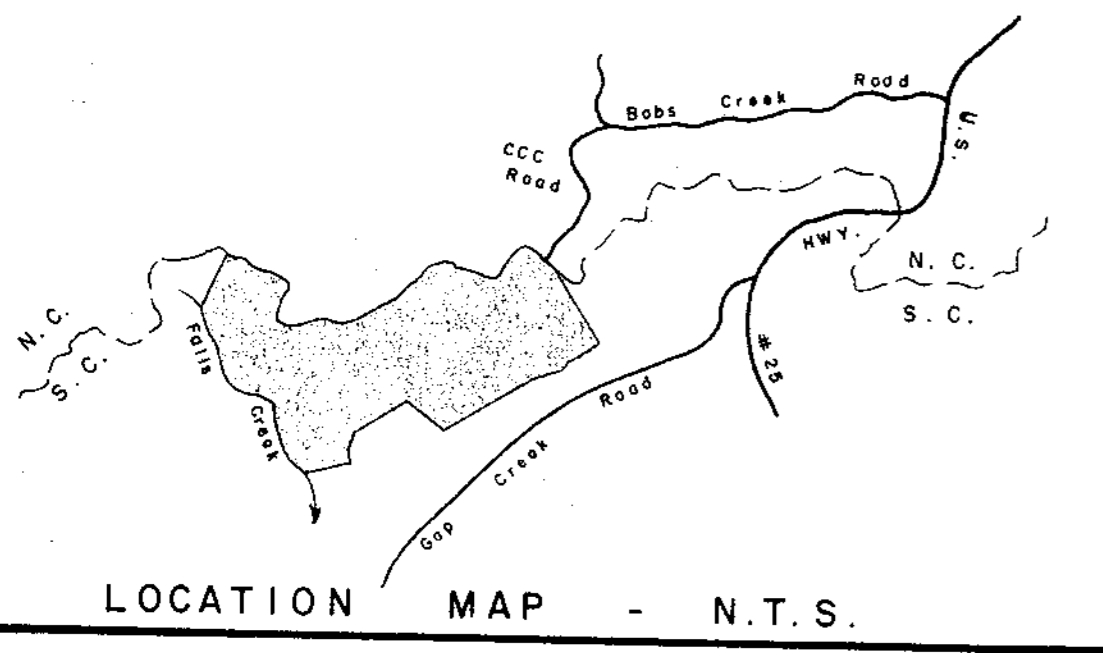 Bobs Creek Road
U.S.
CCC
Road
HWY.
N. C.
S. C.
N. C.
S. C.
Falls
Creek
# 25
Gap Creek Road
LOCATION MAP - N.T.S.